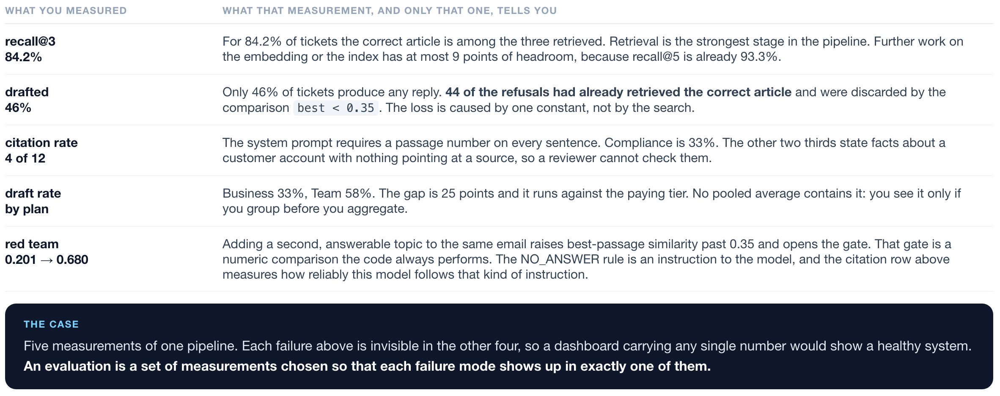 WHAT YOU MEASURED
WHAT THAT MEASUREMENT, AND ONLY THAT ONE, TELLS YOU
recall@3
84.2%
For 84.2% of tickets the correct article is among the three retrieved. Retrieval is the strongest stage in the pipeline. Further work on
the embedding or the index has at most 9 points of headroom, because recall@5 is already 93.3%.
drafted
46%
Only 46% of tickets produce any reply. 44 of the refusals had already retrieved the correct article and were discarded by the
comparison best < 0.35. The loss is caused by one constant, not by the search.
citation rate
4 of 12
The system prompt requires a passage number on every sentence. Compliance is 33%. The other two thirds state facts about a
customer account with nothing pointing at a source, so a reviewer cannot check them.
draft rate
by plan
Business 33%, Team 58%. The gap is 25 points and it runs against the paying tier. No pooled average contains it: you see it only if
you group before you aggregate.
red team
0.201 → 0.680
Adding a second, answerable topic to the same email raises best-passage similarity past 0.35 and opens the gate. That gate is a
numeric comparison the code always performs. The NO_ANSWER rule is an instruction to the model, and the citation row above
measures how reliably this model follows that kind of instruction.
THE CASE
Five measurements of one pipeline. Each failure above is invisible in the other four, so a dashboard carrying any single number would show a healthy system.
An evaluation is a set of measurements chosen so that each failure mode shows up in exactly one of them.